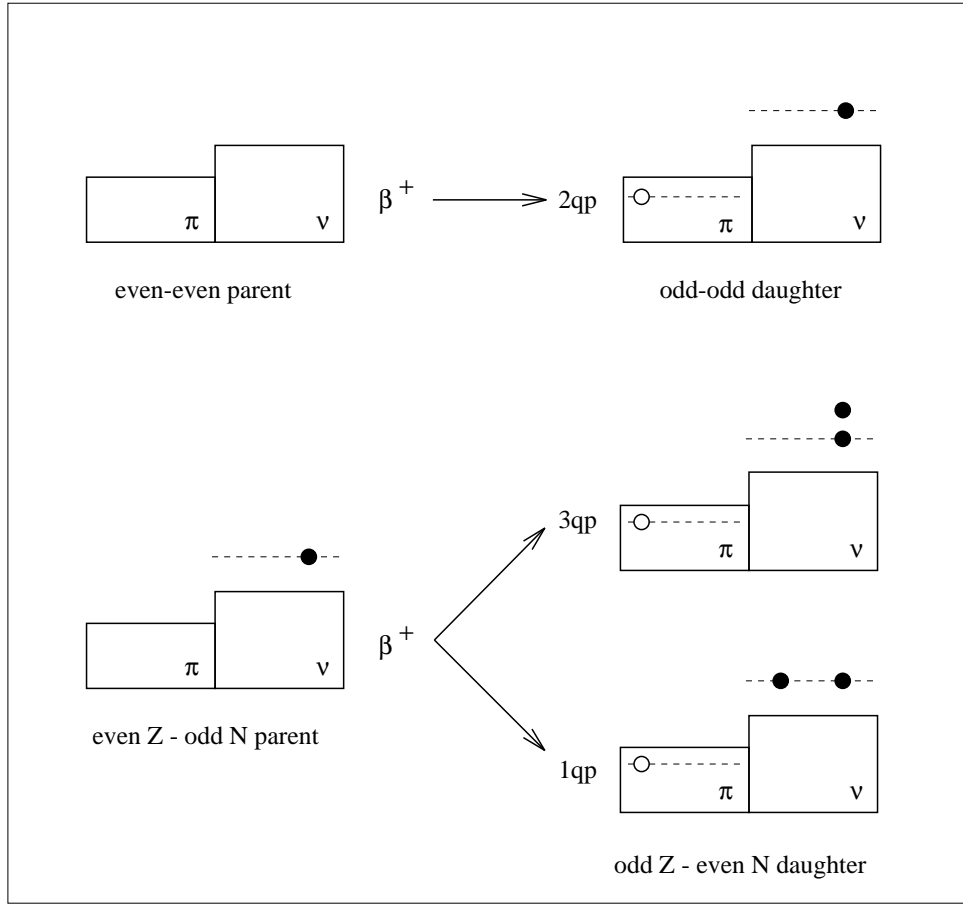 π ν β + 2qp π ν
even-even parent odd-odd daughter
3qp π ν
π ν β +
even Z - odd N parent
1qp π ν
odd Z - even N daughter